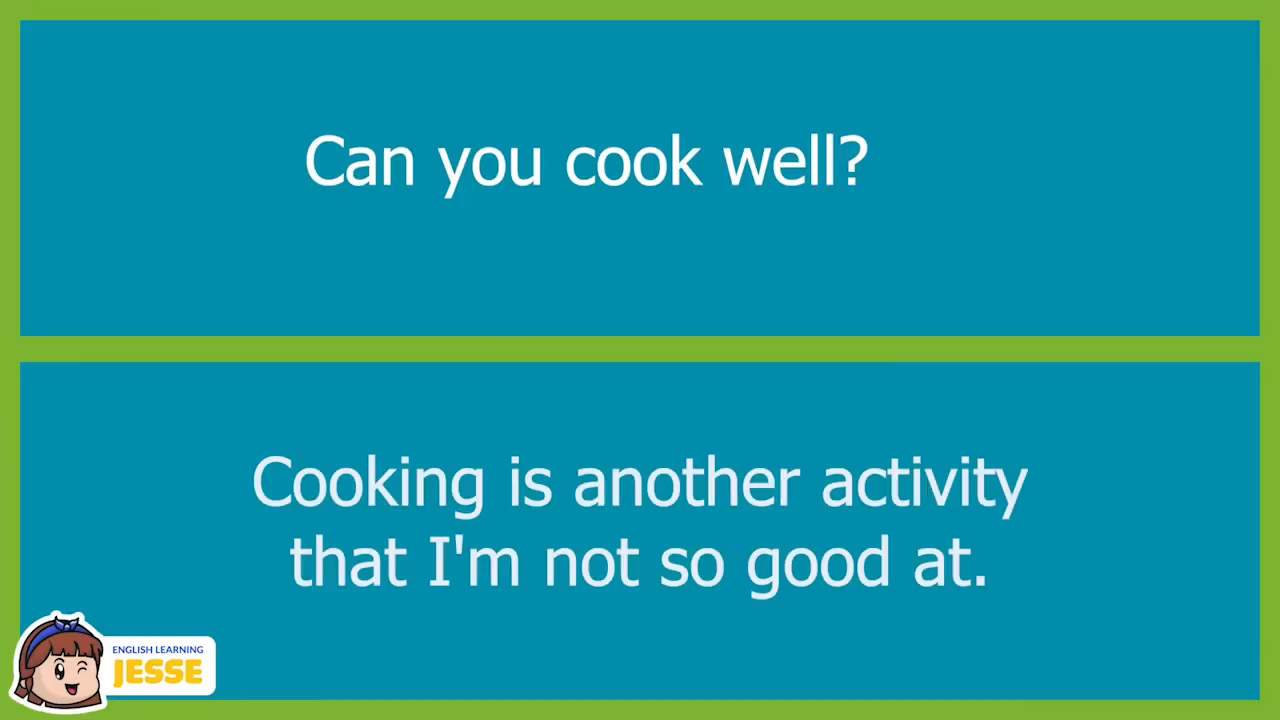 Can you cook well?
Cooking is another activity
that I'm not so good at.
ENGLISH LEARNING
JESSE